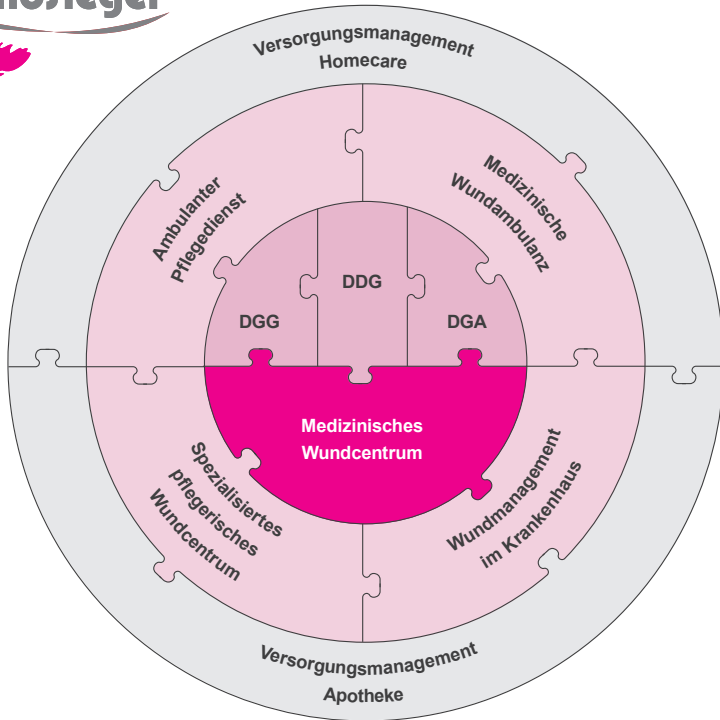 Versorgungsmanagement
Homecare
Ambulanter
Pflegedienst
Medizinische
Wundambulanz
DGG
DDG
DGA
Medizinisches
Wundcentrum
Spezialisiertes
pflegerisches
Wundcentrum
Wundmanagement
im Krankenhaus
Versorgungsmanagement
Apotheke